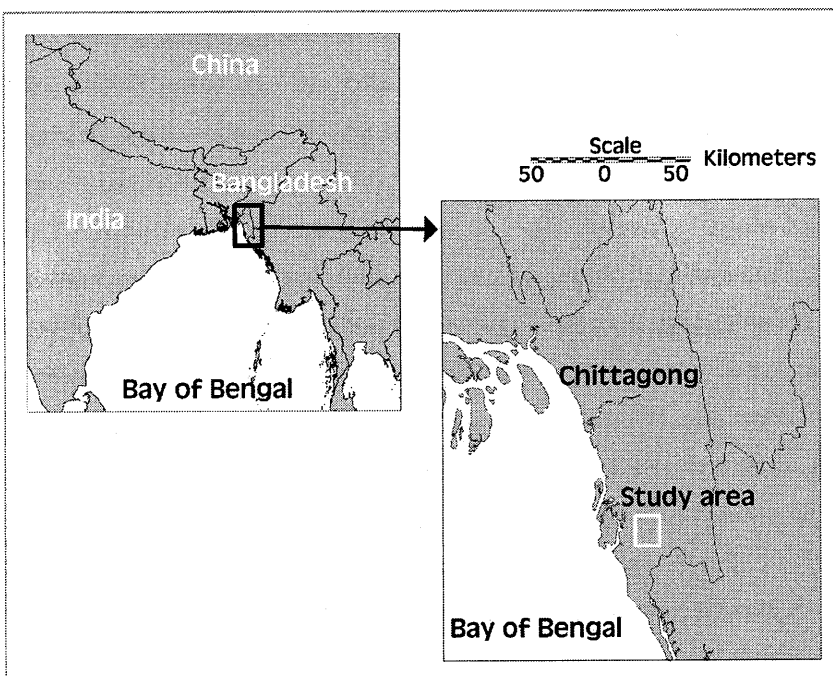 China
Bangladesh
India
Bay of Bengal
Scale
50 0 50 Kilometers
Chittagong
Study area
Bay of Bengal